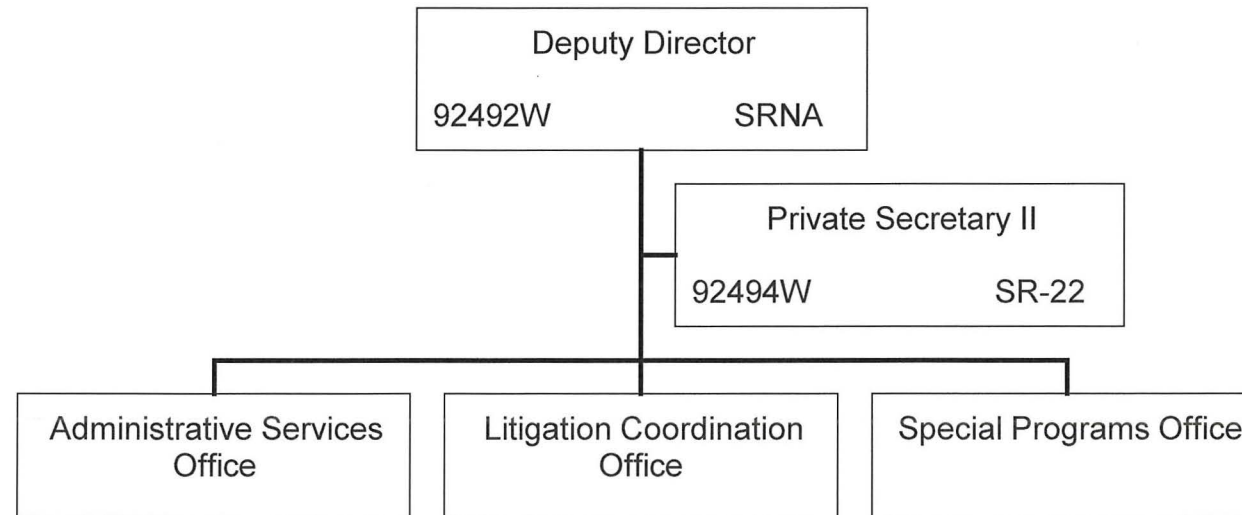 Deputy Director
92492W SRNA
Private Secretary II
92494W SR-22
Administrative Services
Office
Litigation Coordination
Office
Special Programs Office